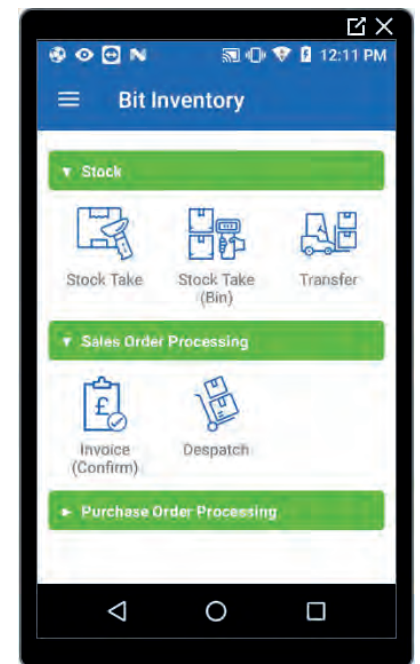 12:11 PM
Bit Inventory
Stock
Stock Take
Stock Take
(Bin)
Transfer
Sales Order Processing
Invoice
(Confirm)
Despatch
Purchase Order Processing